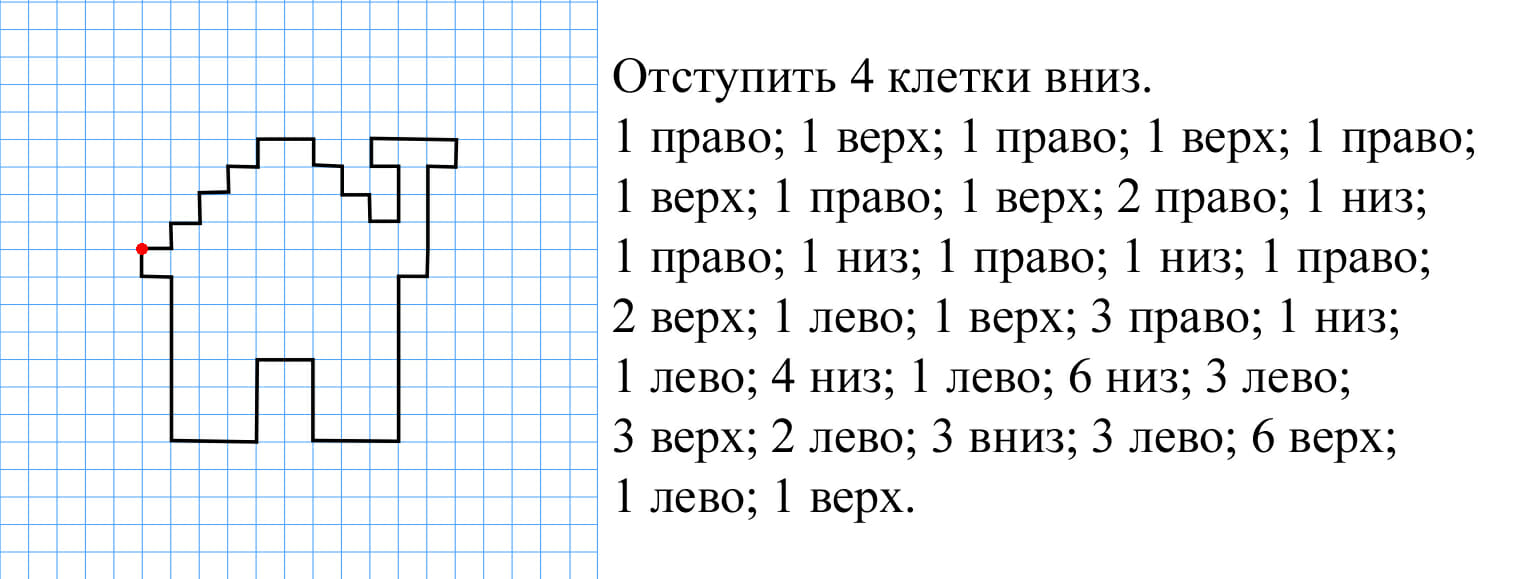 Отступить 4 клетки вниз.
1 право; 1 верх; 1 право; 1 верх; 1 право;
1 верх; 1 право; 1 верх; 2 право; 1 низ;
1 право; 1 низ; 1 право; 1 низ; 1 право;
2 верх; 1 лево; 1 верх; 3 право; 1 низ;
1 лево; 4 низ; 1 лево; 6 низ; 3 лево;
3 верх; 2 лево; 3 вниз; 3 лево; 6 верх;
1 лево; 1 верх.